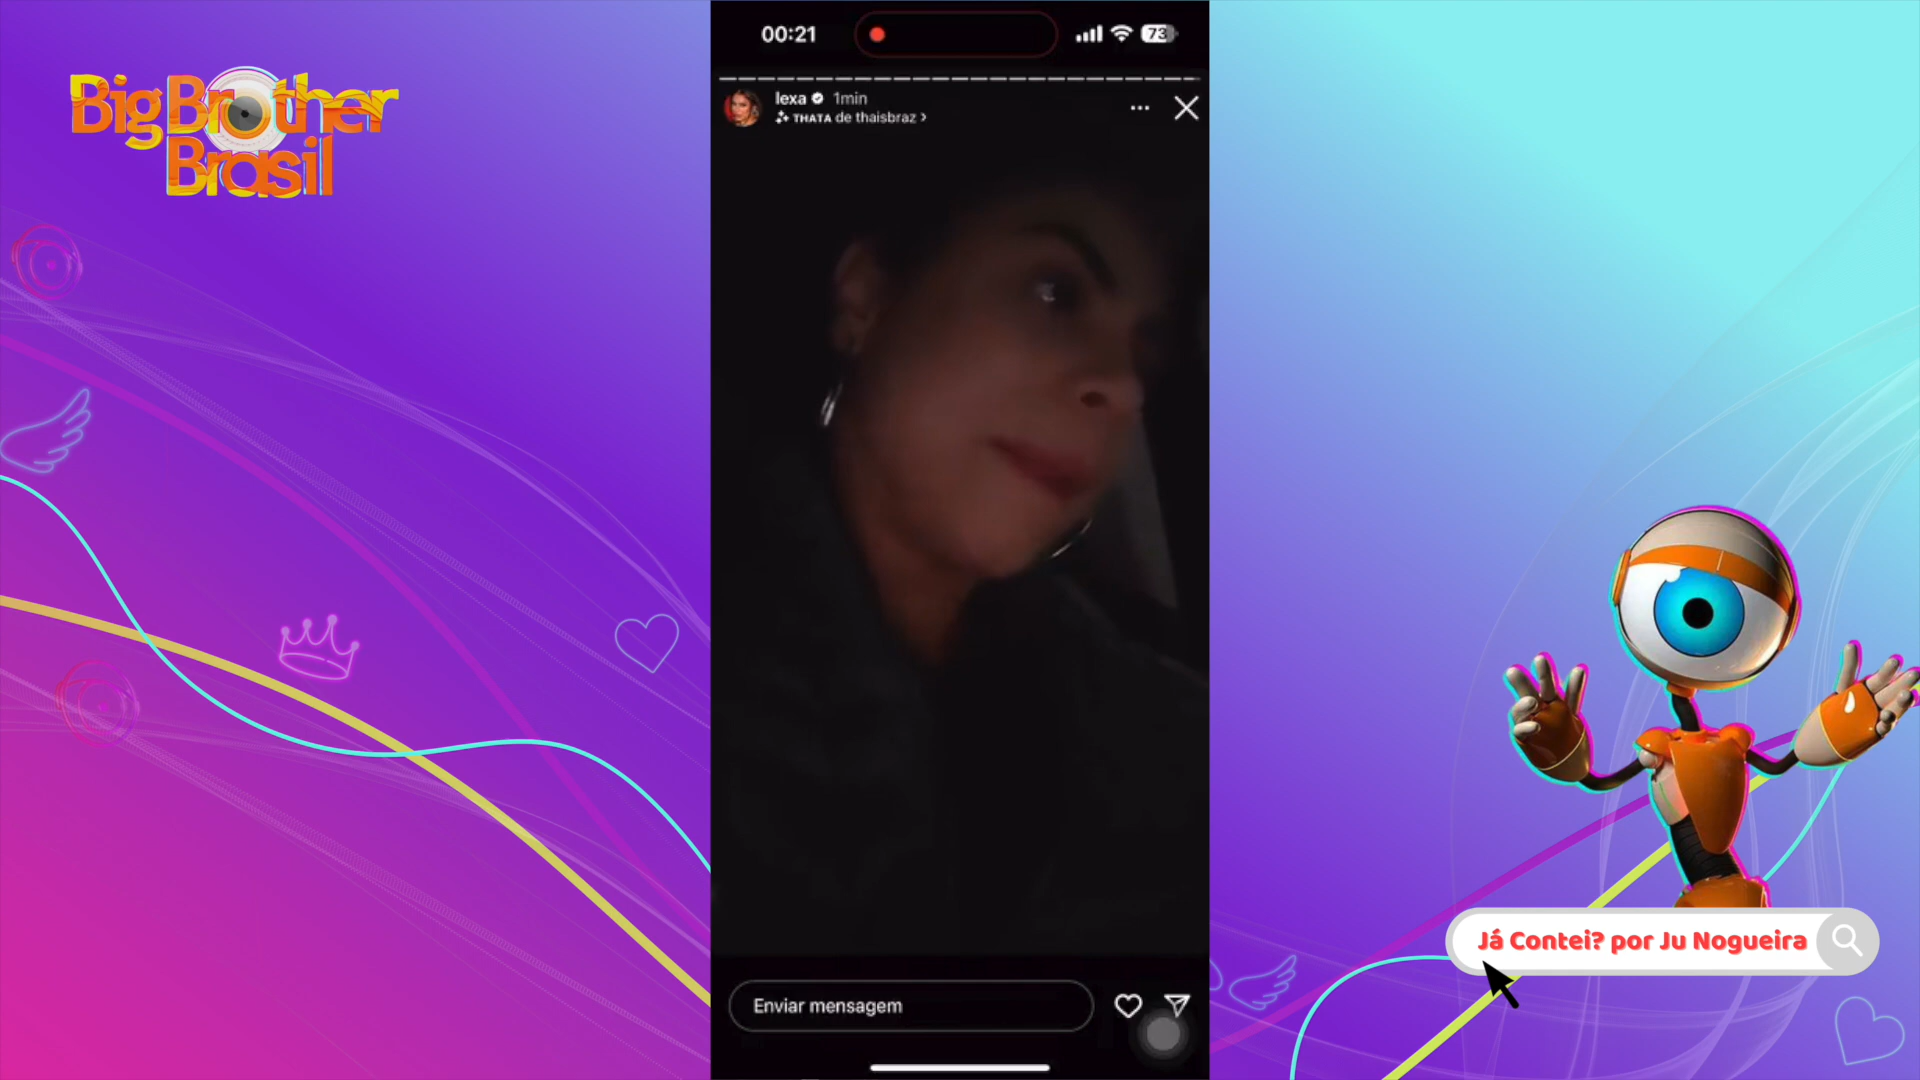 Big Brother
Brasil
00:21
73
lexa 1min
THATA de thaisbraz >
Enviar mensagem
Já Contei? por Ju Nogueira